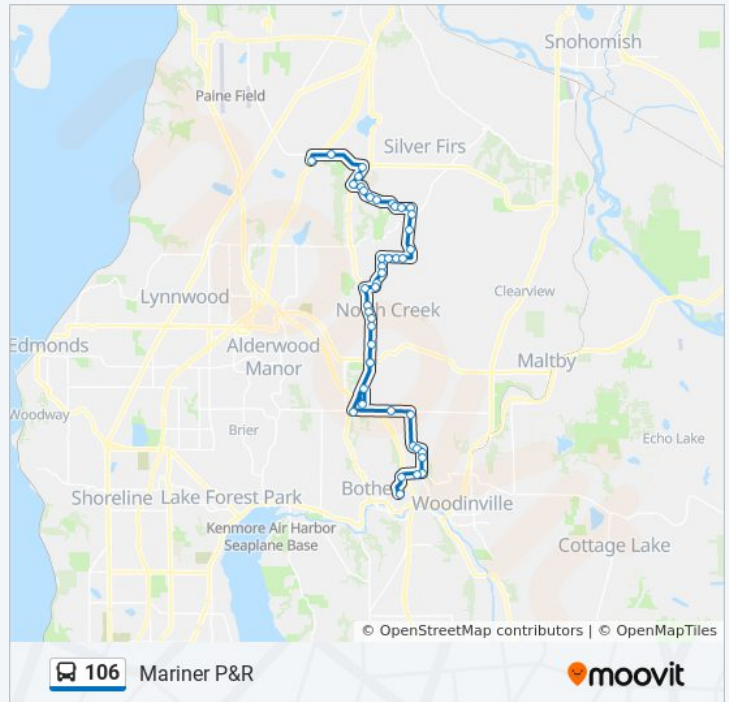 Snohomish
Paine Field
Silver Firs
Clearview
Lynnwood
North Creek
Edmonds
Alderwood
Manor
Maltby
Woodway
Brier
Echo Lake
Bothe
Woodinville
Shoreline
Lake Forest Park
Kenmore Air Harbor
Seaplane Base
Cottage Lake
© OpenStreetMap contributors | © OpenMapTiles
106 Mariner P&R
moovit